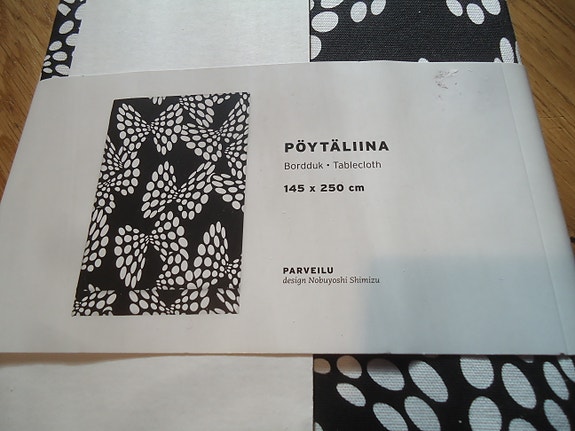 PÖYTÄLIINA
Bordduk • Tablecloth
145 x 250 cm
PARVEILU
design Nobuyoshi Shimizu